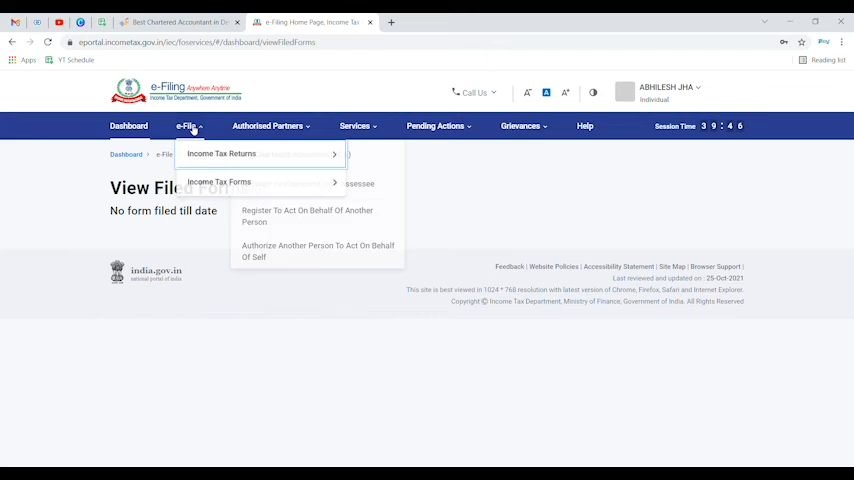 Best Chartered Accountant in De
e-Filing Home Page, Income Tax
eportal.incometax.gov.in/iec/foservices/#/dashboard/viewFiledForms
Apps
YT Schedule
Reading list
e-Filing Anywhere Anytime
Income Tax Department, Government of India
Call Us
A-
A
A+
ABHILESH JHA
Individual
Dashboard
e-File
Authorised Partners
Services
Pending Actions
Grievances
Help
Session Time 3 9 : 4 6
Dashboard
e-File
Income Tax Returns
Income Tax Forms
ssessee
View Filed Forms
No form filed till date
Register To Act On Behalf Of Another
Person
Authorize Another Person To Act On Behalf
Of Self
india.gov.in
national portal of india
Feedback | Website Policies | Accessibility Statement | Site Map | Browser Support |
Last reviewed and updated on : 25-Oct-2021
This site is best viewed in 1024 * 768 resolution with latest version of Chrome, Firefox, Safari and Internet Explorer.
Copyright © Income Tax Department, Ministry of Finance, Government of India. All Rights Reserved